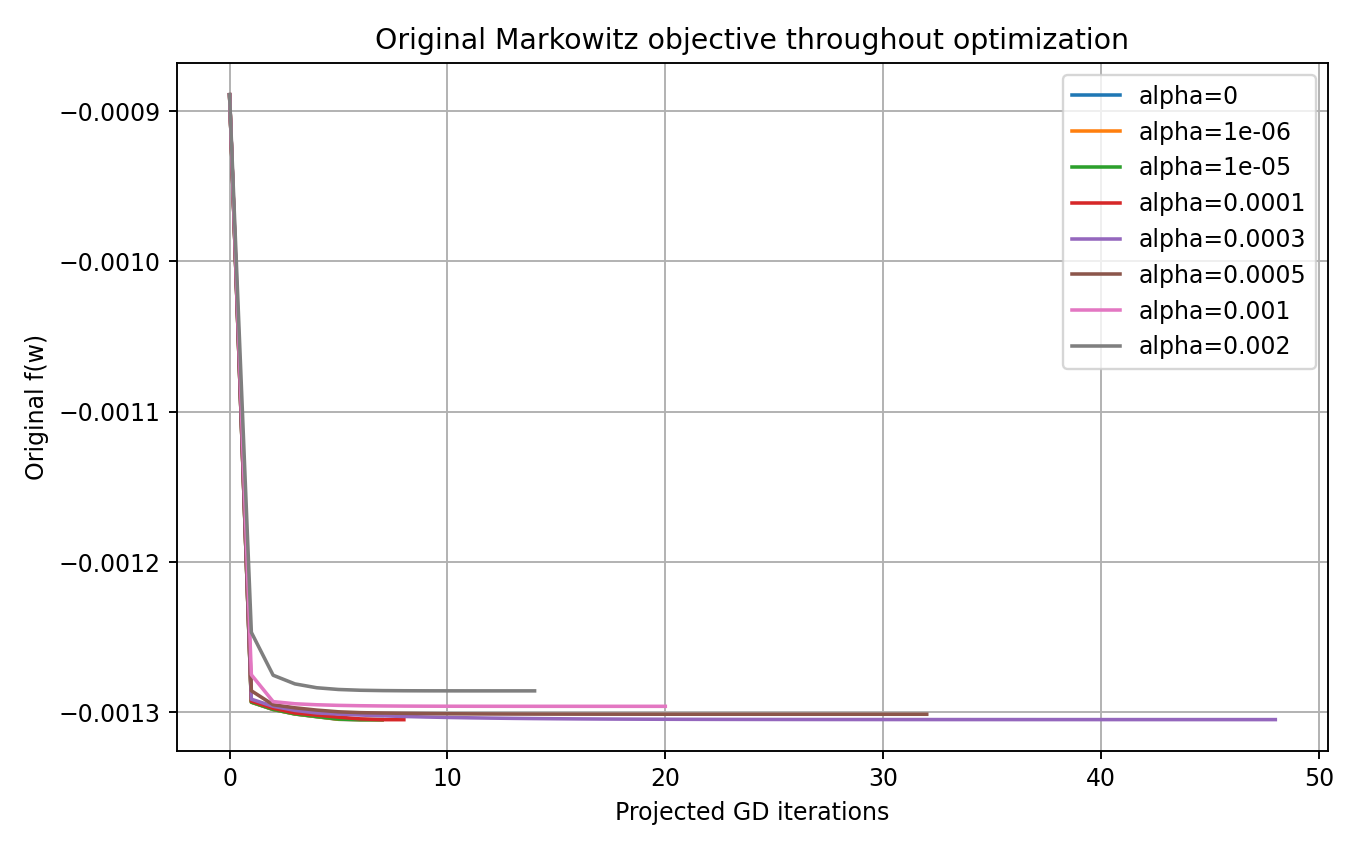 Original Markowitz objective throughout optimization
Original f(w)
−0.0009
−0.0010
−0.0011
−0.0012
−0.0013
0
10
20
30
40
50
Projected GD iterations
alpha=0
alpha=1e-06
alpha=1e-05
alpha=0.0001
alpha=0.0003
alpha=0.0005
alpha=0.001
alpha=0.002